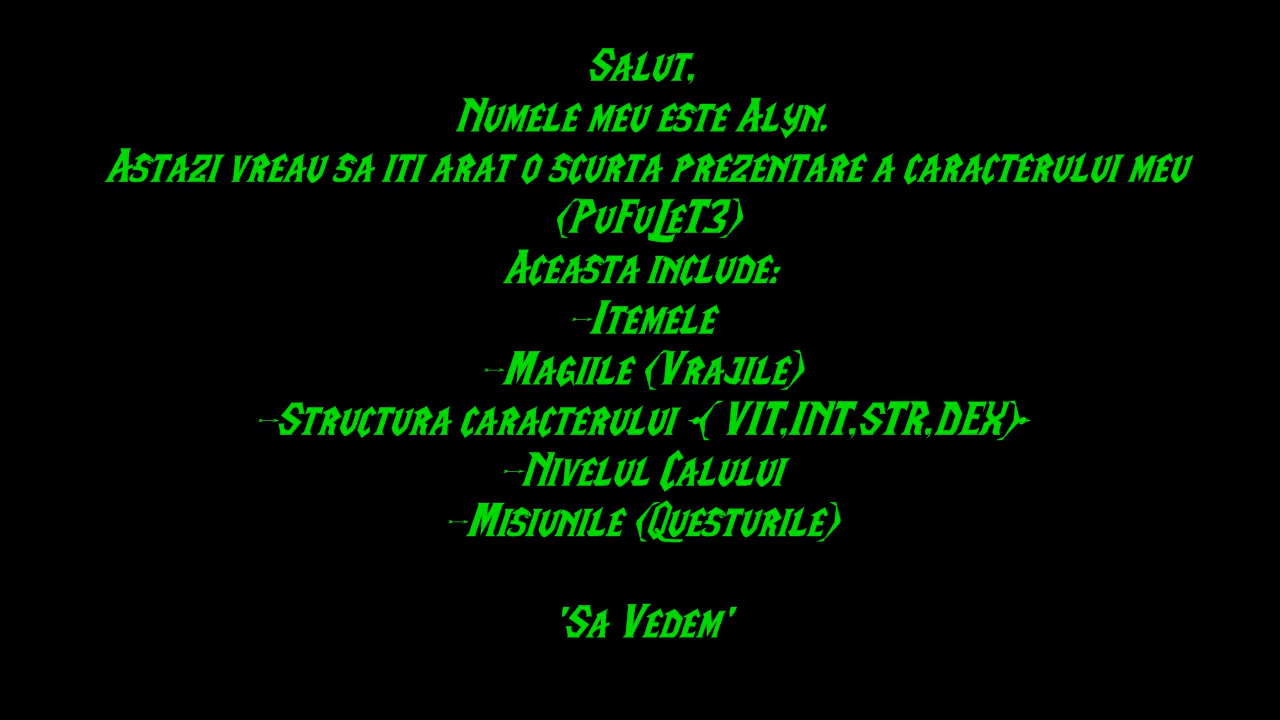 Salut,
Numele meu este Alyn.
Astazi vreau sa iti arat o scurta prezentare a caracterului meu
(PuFuLeT3)
Aceasta include:
-Itemele
-Magiile (Vrajile)
-Structura caracterului -( VIT,INT,STR,DEX)-
-Nivelul Calului
-Misiunile (Questurile)
'Sa Vedem'